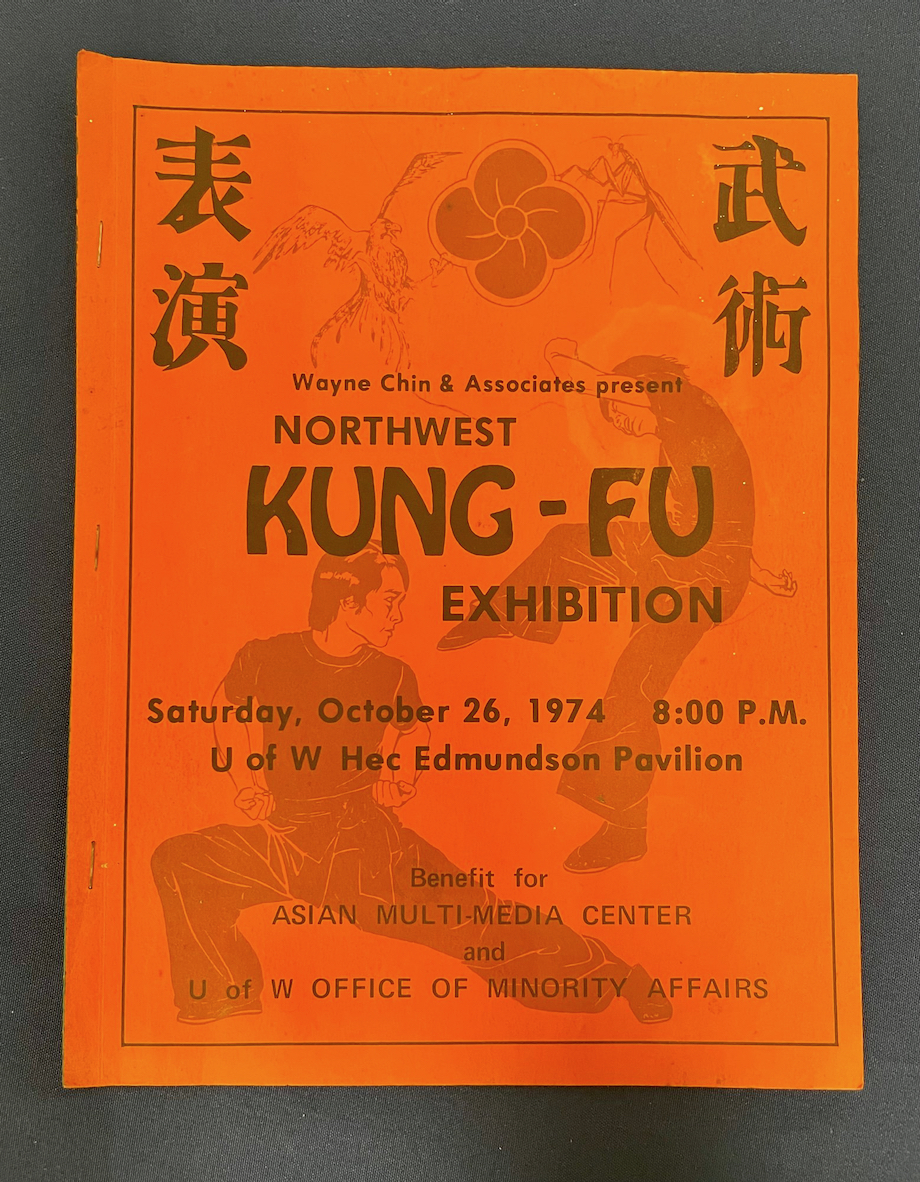 武術
表演
Wayne Chin & Associates present
NORTHWEST
KUNG-FU
EXHIBITION
Saturday, October 26, 1974 8:00 P.M.
U of W Hec Edmundson Pavilion
Benefit for
ASIAN MULTI-MEDIA CENTER
and
U of W OFFICE OF MINORITY AFFAIRS